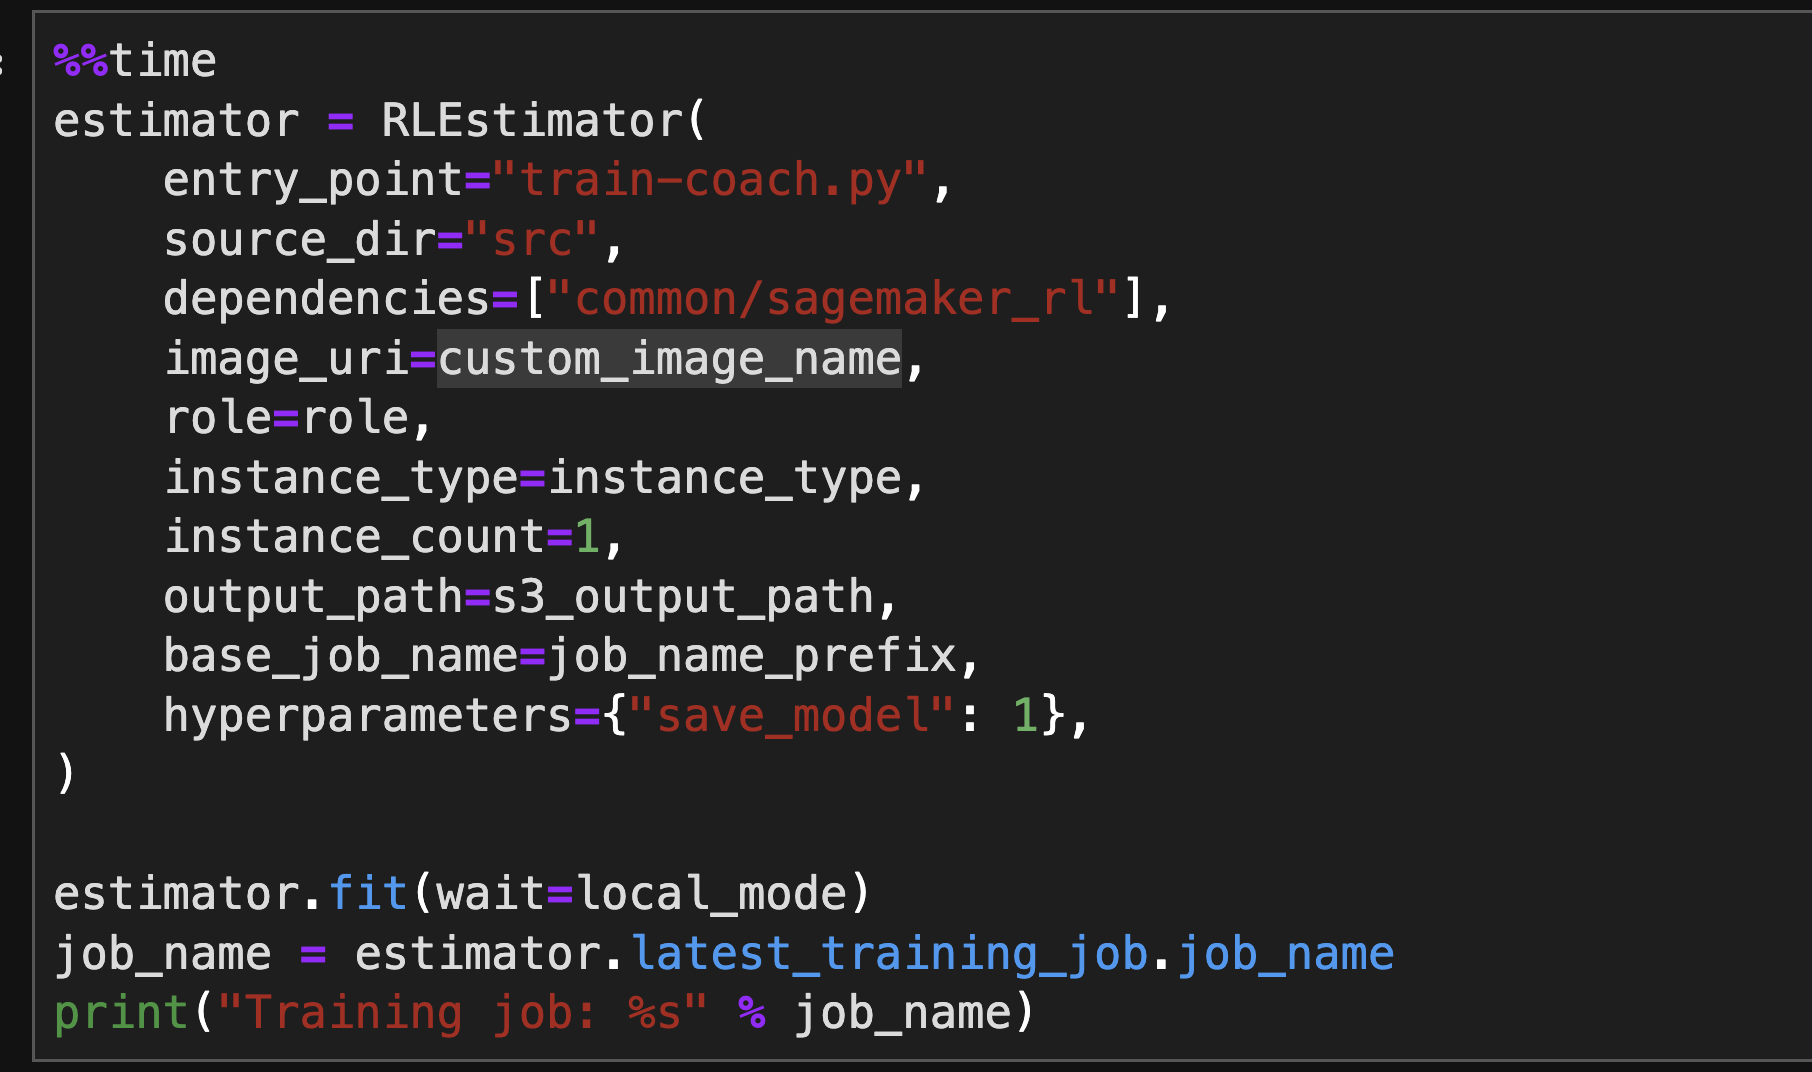 %%time
estimator = RLEstimator(
    entry_point="train-coach.py",
    source_dir="src",
    dependencies=["common/sagemaker_rl"],
    image_uri=custom_image_name,
    role=role,
    instance_type=instance_type,
    instance_count=1,
    output_path=s3_output_path,
    base_job_name=job_name_prefix,
    hyperparameters={"save_model": 1},
)

estimator.fit(wait=local_mode)
job_name = estimator.latest_training_job.job_name
print("Training job: %s" % job_name)